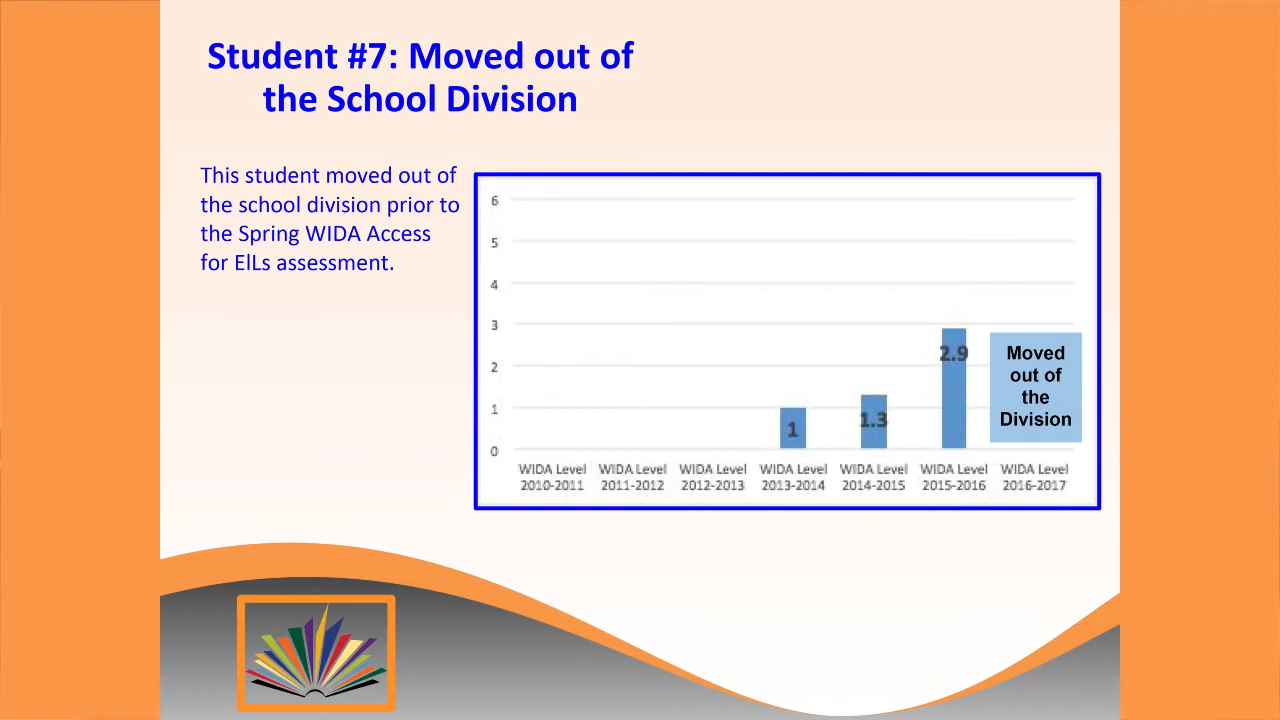 Student #7: Moved out of
the School Division
This student moved out of
the school division prior to
the Spring WIDA Access
for ElLs assessment.
6
5
4
3
2
1
0
1
1.3
2.9
Moved
out of
the
Division
WIDA Level WIDA Level WIDA Level WIDA Level WIDA Level WIDA Level WIDA Level
2010-2011 2011-2012 2012-2013 2013-2014 2014-2015 2015-2016 2016-2017